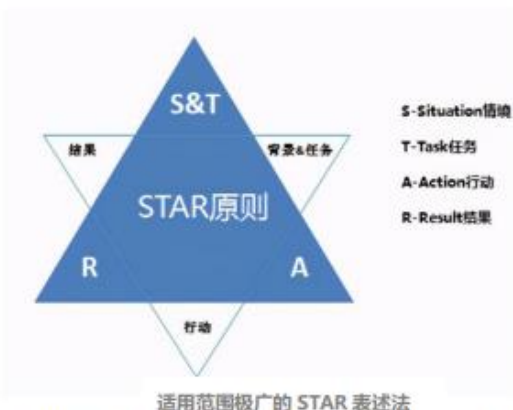 S&T
结果
背景&任务
STAR原则
R
A
行动
S-Situation情境
T-Task任务
A-Action行动
R-Result结果
适用范围极广的 STAR 表述法